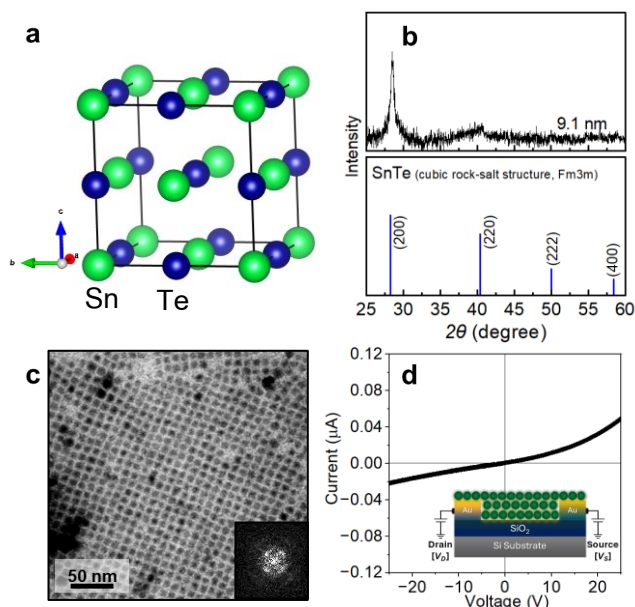 a
c
b
a
Sn Te
b
Intensity
9.1 nm
SnTe (cubic rock-salt structure, Fm3m)
(200)
(220)
(222)
(400)
25 30 35 40 45 50 55 60
2θ (degree)
c
50 nm
d
Current (µA)
0.12
0.08
0.04
0.00
−0.04
−0.08
−0.12
Au Au
SiO2
Si Substrate
Drain
[VD]
Source
[VS]
−20 −10 0 10 20
Voltage (V)